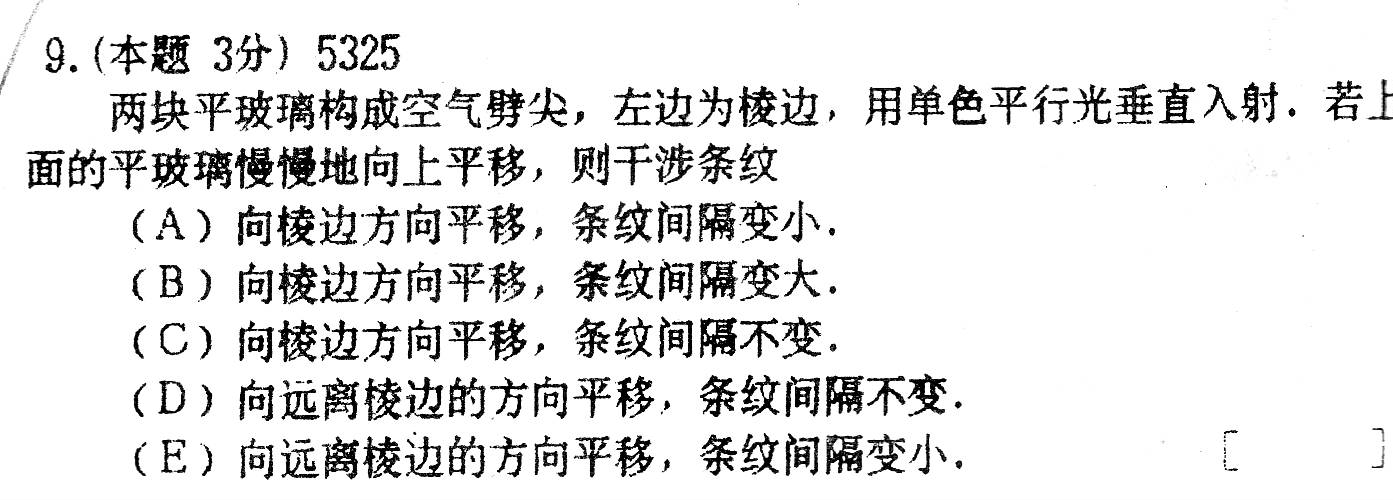 9.(本题 3分) 5325
两块平玻璃构成空气劈尖，左边为棱边，用单色平行光垂直入射．若上
面的平玻璃慢慢地向上平移，则干涉条纹
(A) 向棱边方向平移，条纹间隔变小．
(B) 向棱边方向平移，条纹间隔变大．
(C) 向棱边方向平移，条纹间隔不变．
(D) 向远离棱边的方向平移，条纹间隔不变．
(E) 向远离棱边的方向平移，条纹间隔变小． [ ]